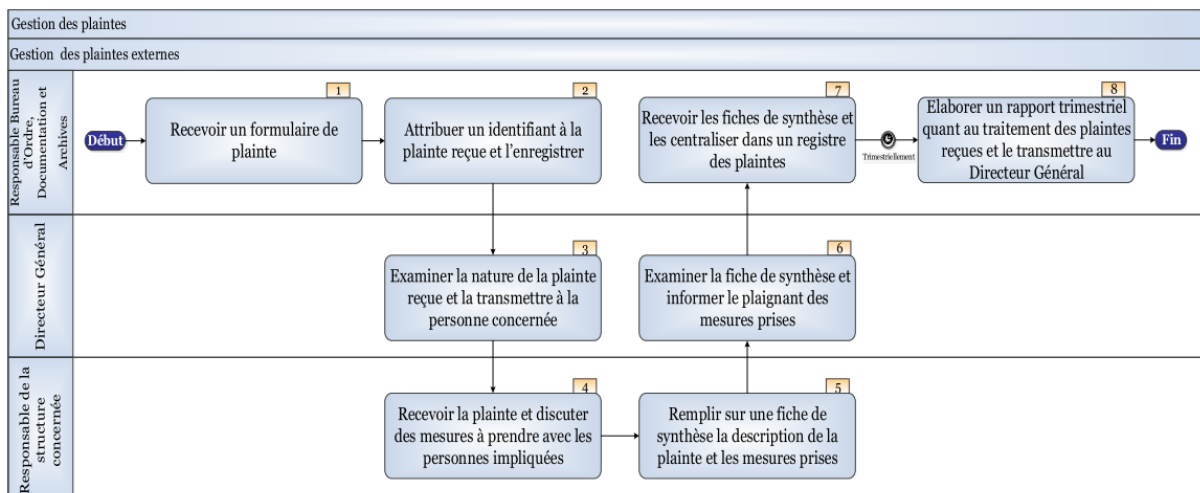 Gestion des plaintes
Gestion  des plaintes externes
Responsable Bureau
d'Ordre,
Documentation et
Archives
Début
1
Recevoir un formulaire de
plainte
2
Attribuer un identifiant à la
plainte reçue et l'enregistrer
7
Recevoir les fiches de synthèse et
les centraliser dans un registre
des plaintes
Trimestriellement
8
Elaborer un rapport trimestriel
quant au traitement des plaintes
reçues et le transmettre au
Directeur Général
Fin
Directeur Général
3
Examiner la nature de la plainte
reçue et la transmettre à la
personne concernée
6
Examiner la fiche de synthèse et
informer le plaignant des
mesures prises
Responsable de la
structure
concernée
4
Recevoir la plainte et discuter
des mesures à prendre avec les
personnes impliquées
5
Remplir sur une fiche de
synthèse la description de la
plainte et les mesures prises